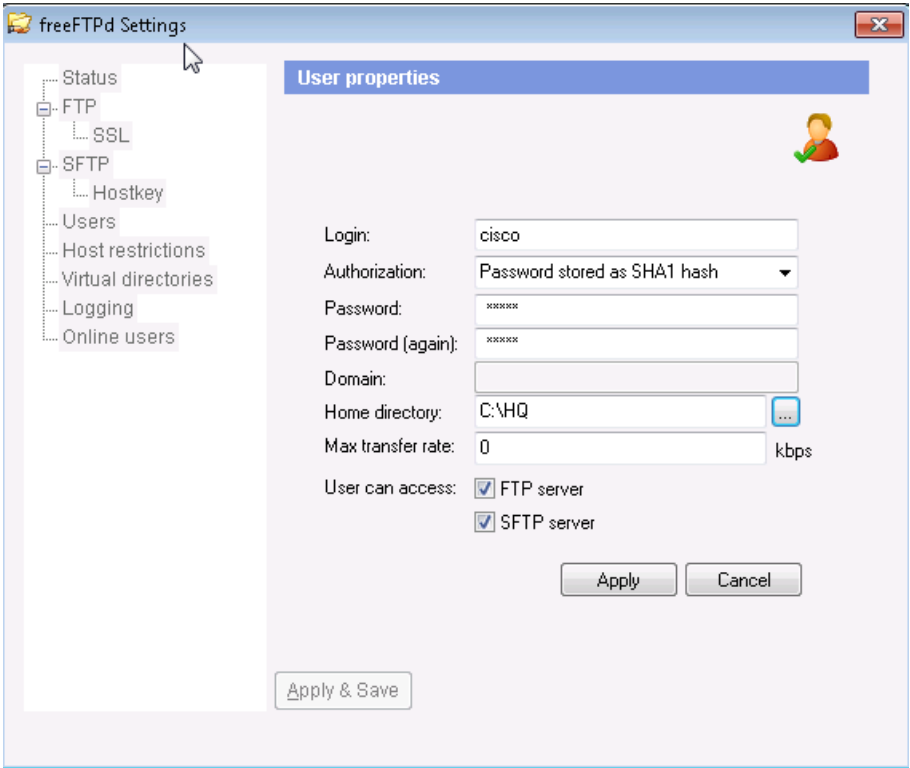 freeFTPd Settings
Status
FTP
SSL
SFTP
Hostkey
Users
Host restrictions
Virtual directories
Logging
Online users
User properties
Login: cisco
Authorization: Password stored as SHA1 hash
Password: *****
Password (again): *****
Domain:
Home directory: C:\HQ ...
Max transfer rate: 0 kbps
User can access: FTP server
SFTP server
Apply Cancel
Apply & Save